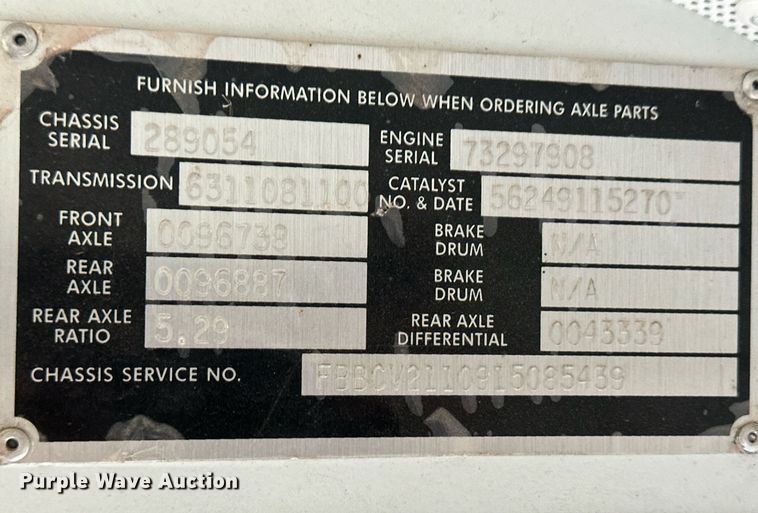 FURNISH INFORMATION BELOW WHEN ORDERING AXLE PARTS
CHASSIS SERIAL 289054 ENGINE SERIAL 73297908
TRANSMISSION 6311081100 CATALYST NO. & DATE 56249115270
FRONT AXLE 0096738 BRAKE DRUM N/A
REAR AXLE 0096887 BRAKE DRUM N/A
REAR AXLE RATIO 5.29 REAR AXLE DIFFERENTIAL 0043339
CHASSIS SERVICE NO. FBBCW2110915085439
Purple Wave Auction